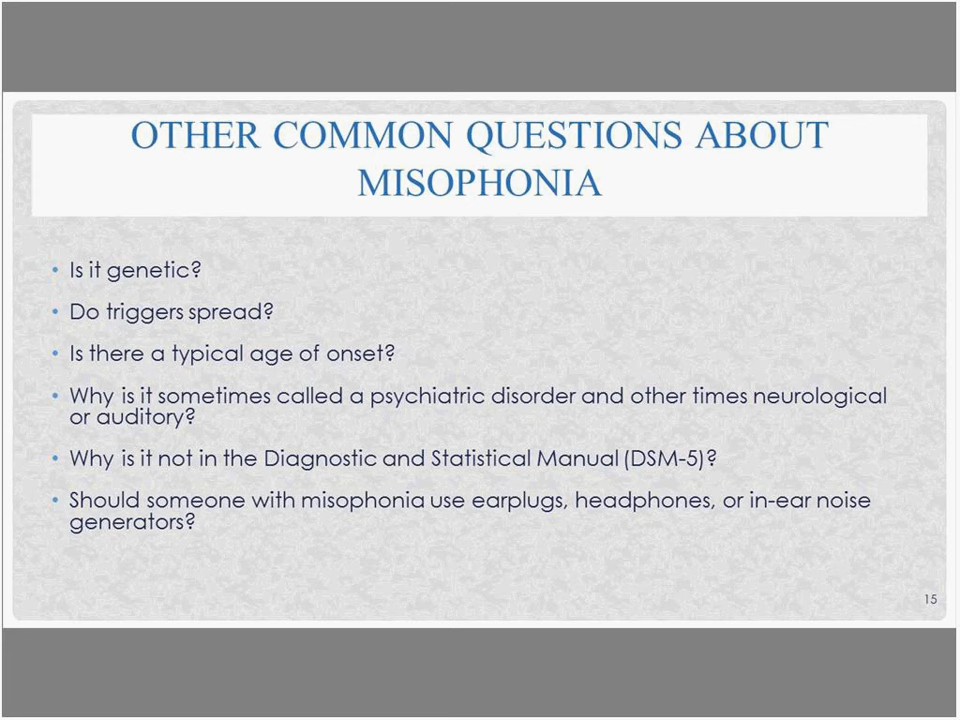 OTHER COMMON QUESTIONS ABOUT
MISOPHONIA
• Is it genetic?
• Do triggers spread?
• Is there a typical age of onset?
• Why is it sometimes called a psychiatric disorder and other times neurological
or auditory?
• Why is it not in the Diagnostic and Statistical Manual (DSM-5)?
• Should someone with misophonia use earplugs, headphones, or in-ear noise
generators?
15